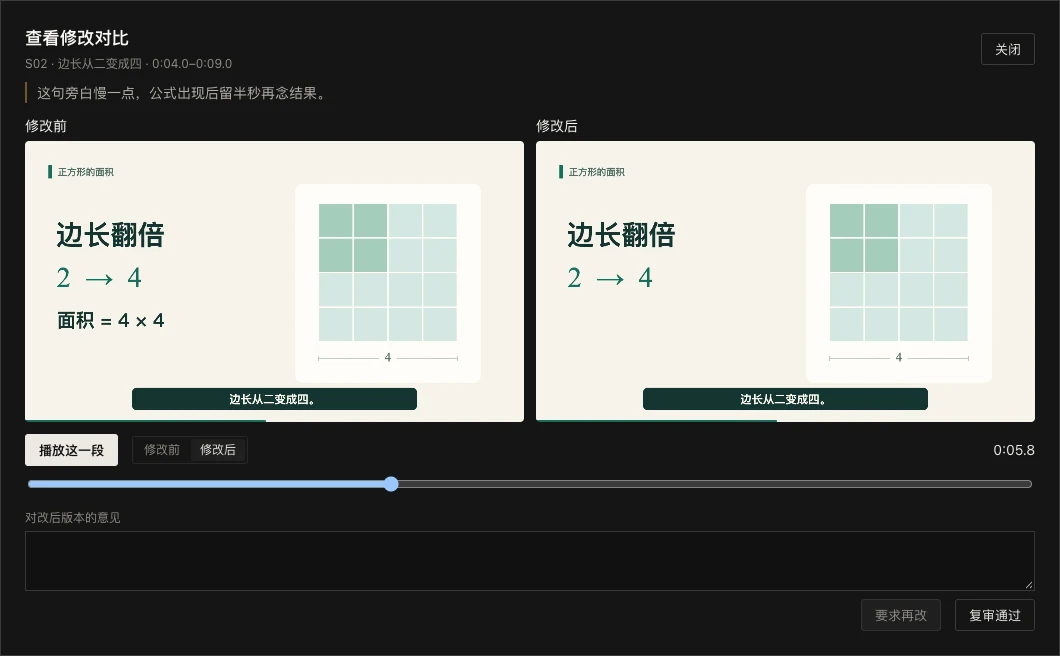 查看修改对比
关闭
S02 · 边长从二变成四 · 0:04.0–0:09.0
这句旁白慢一点，公式出现后留半秒再念结果。
修改前
修改后
正方形的面积
边长翻倍
2 → 4
面积 = 4 × 4
4
边长从二变成四。
正方形的面积
边长翻倍
2 → 4
4
边长从二变成四。
播放这一段
修改前
修改后
0:05.8
对改后版本的意见
要求再改
复审通过